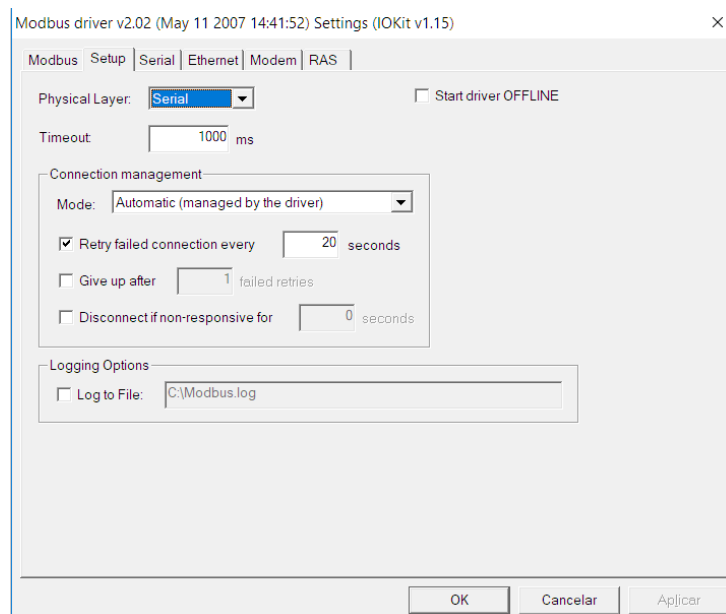 Modbus driver v2.02 (May 11 2007 14:41:52) Settings (IOKit v1.15)
Modbus Setup Serial Ethernet Modem RAS
Physical Layer: Serial Start driver OFFLINE
Timeout: 1000 ms
Connection management
Mode: Automatic (managed by the driver)
Retry failed connection every 20 seconds
Give up after 1 failed retries
Disconnect if non-responsive for 0 seconds
Logging Options
Log to File: C:\Modbus.log
OK Cancelar Aplicar